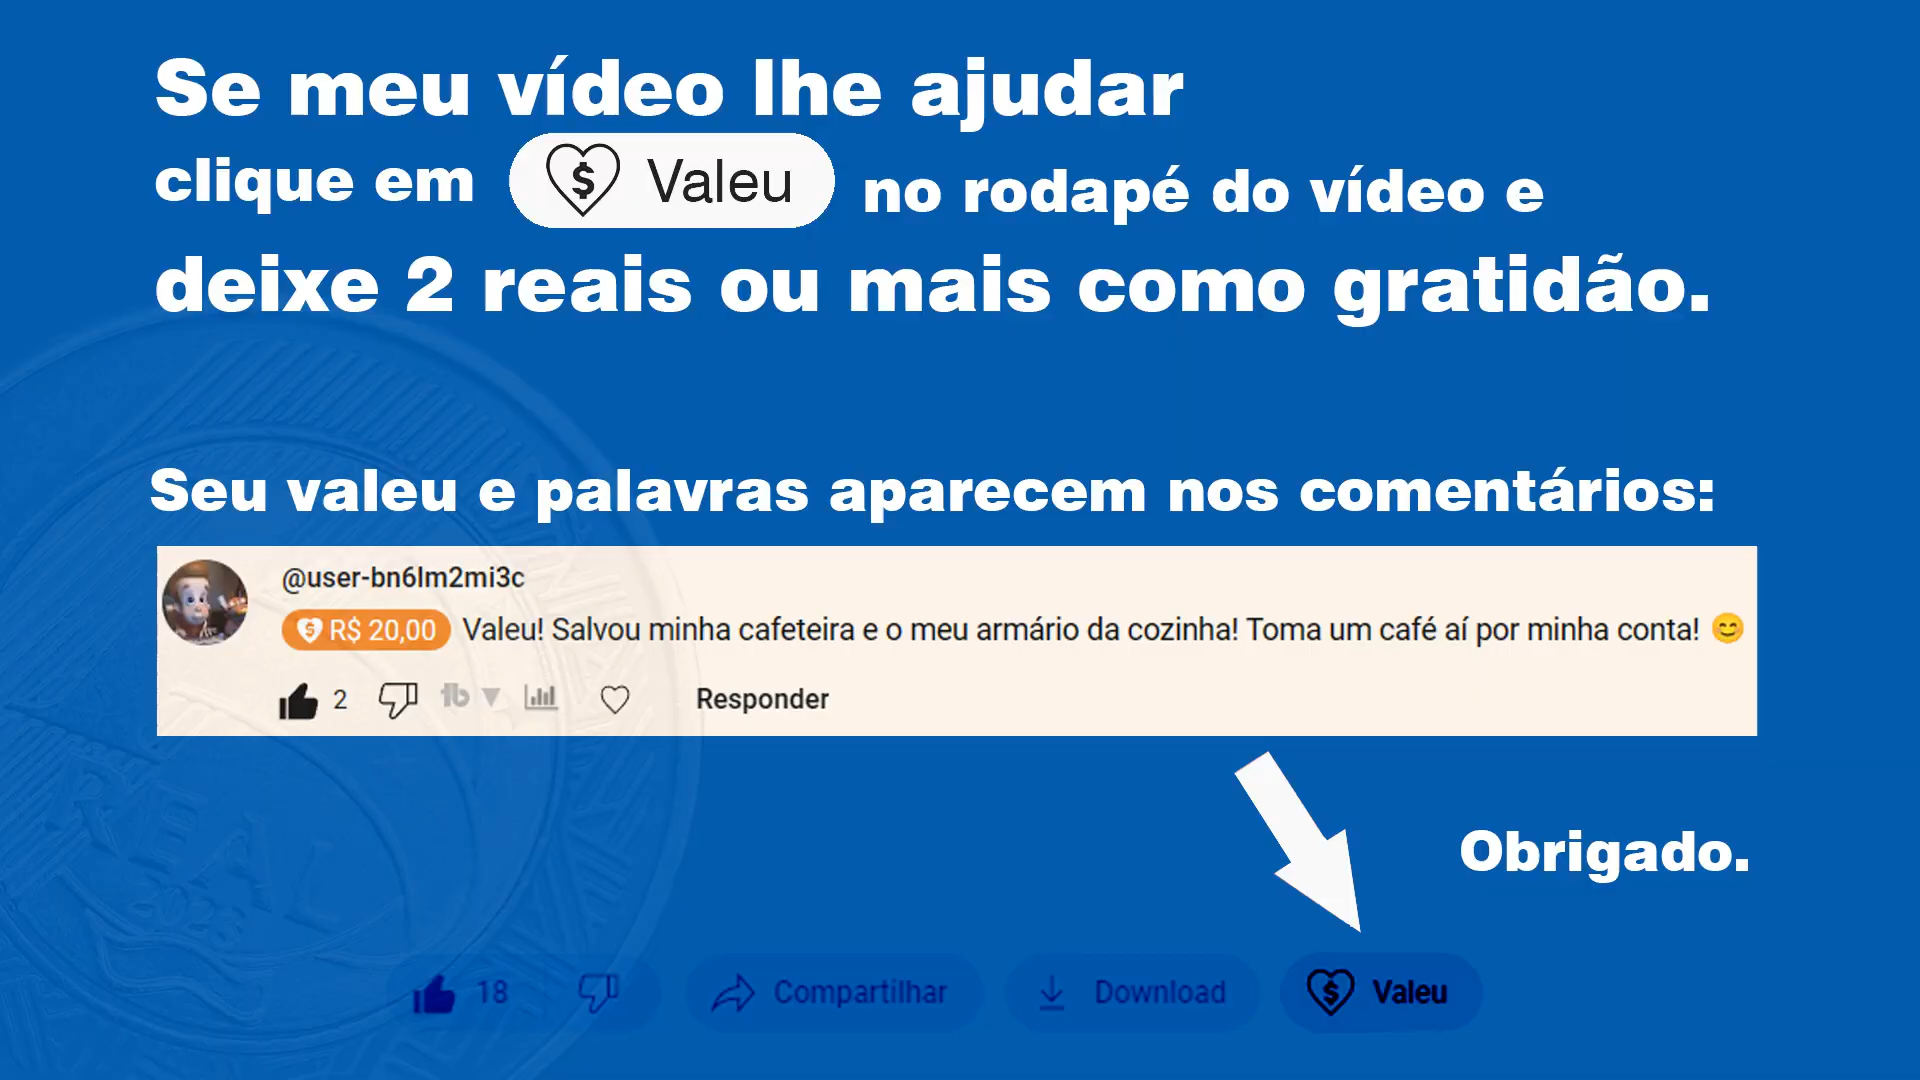 Se meu vídeo lhe ajudar
clique em Valeu no rodapé do vídeo e
deixe 2 reais ou mais como gratidão.
Seu valeu e palavras aparecem nos comentários:
@user-bn6lm2mi3c
R$ 20,00 Valeu! Salvou minha cafeteira e o meu armário da cozinha! Toma um café aí por minha conta! 😊
2 Responder
Obrigado.
18 Compartilhar Download Valeu
REAL